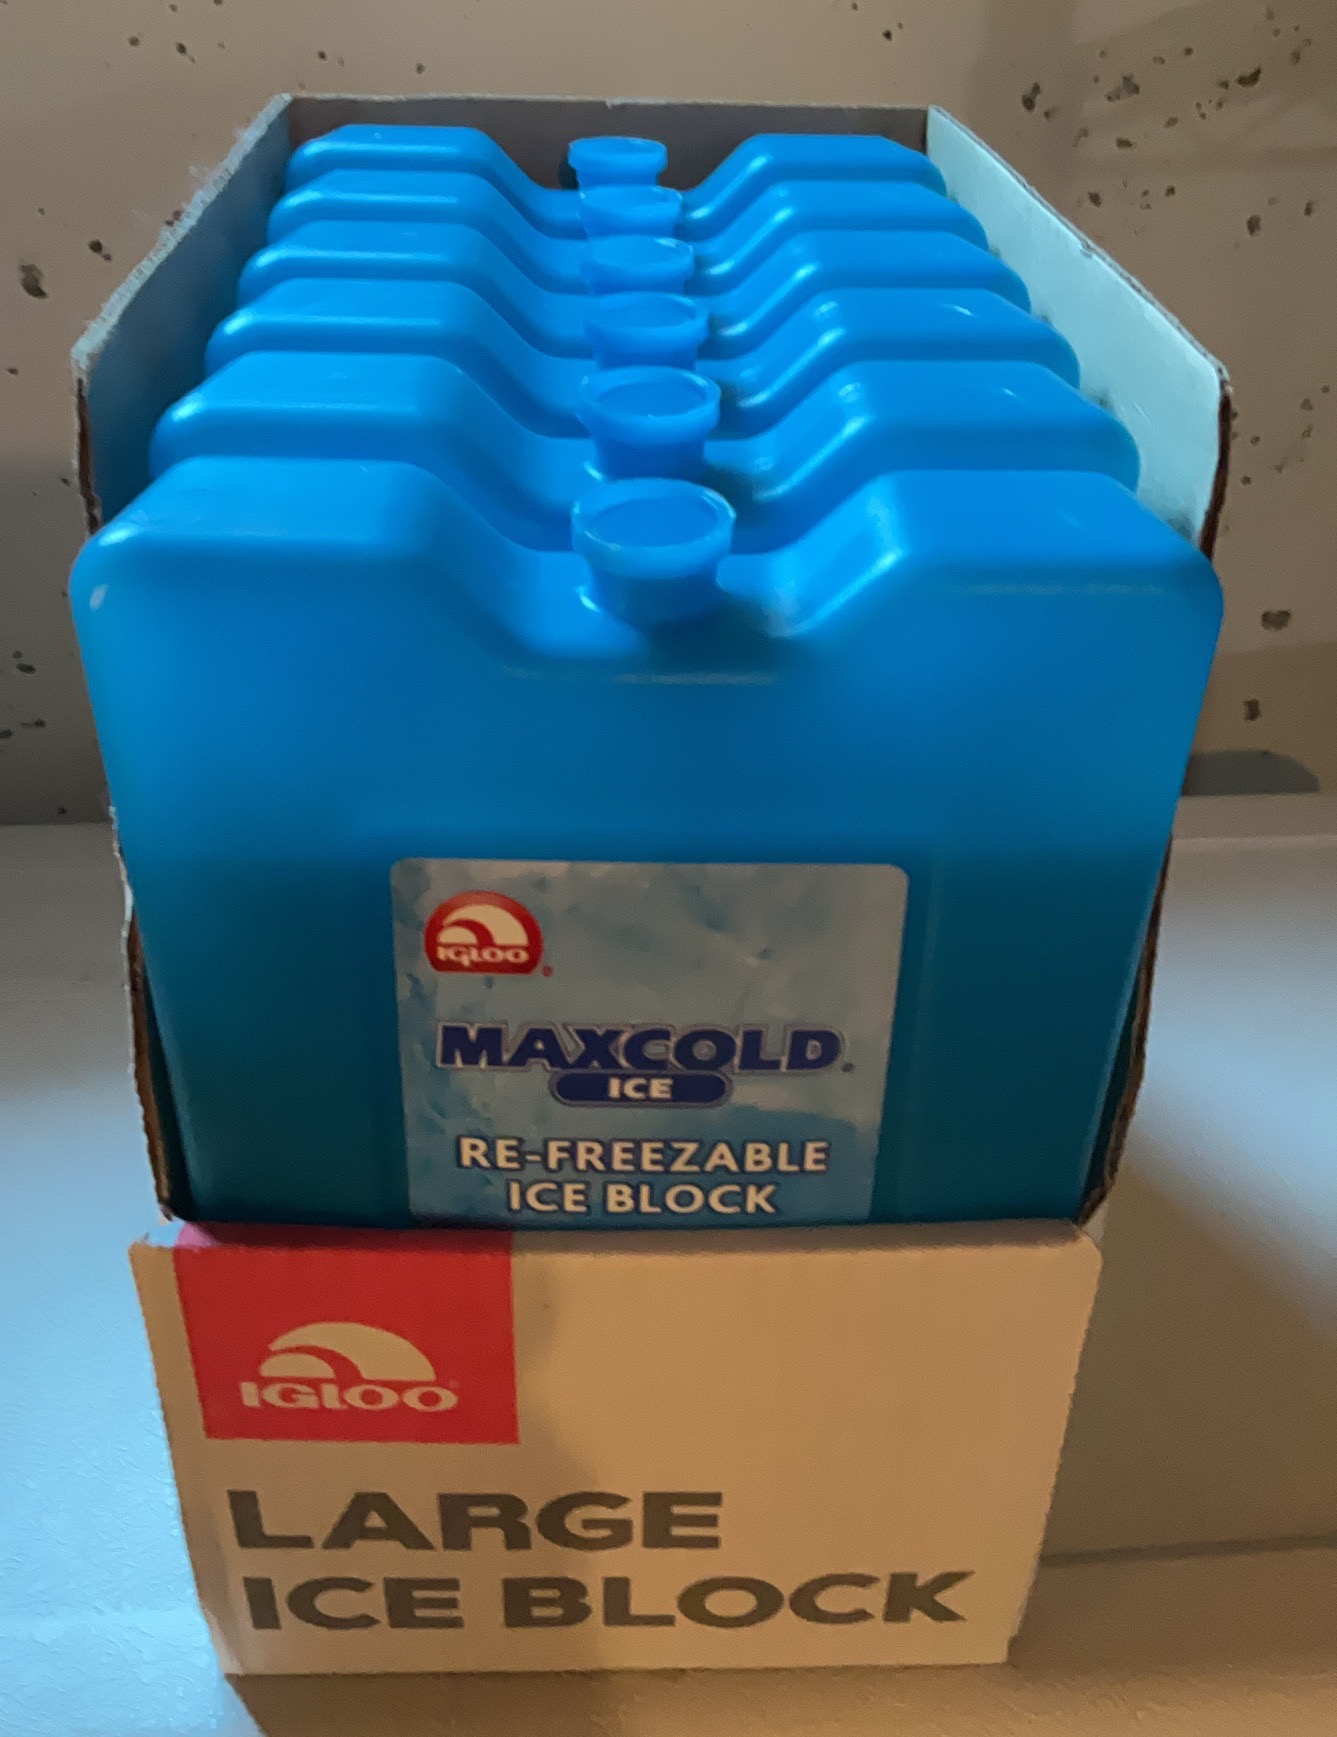 IGLOO
MAXCOLD
ICE
RE-FREEZABLE
ICE BLOCK
IGLOO
LARGE
ICE BLOCK